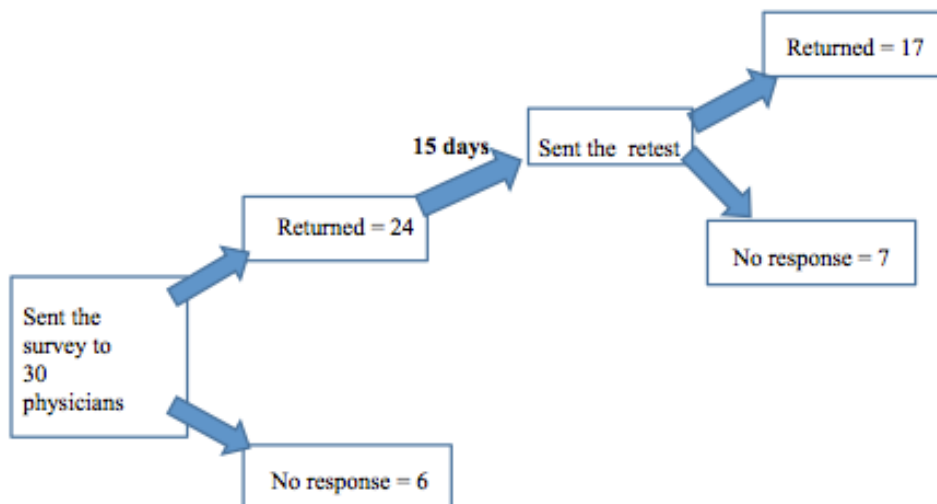 Returned = 17
15 days
Sent the retest
Returned = 24
No response = 7
Sent the
survey to
30
physicians
No response = 6